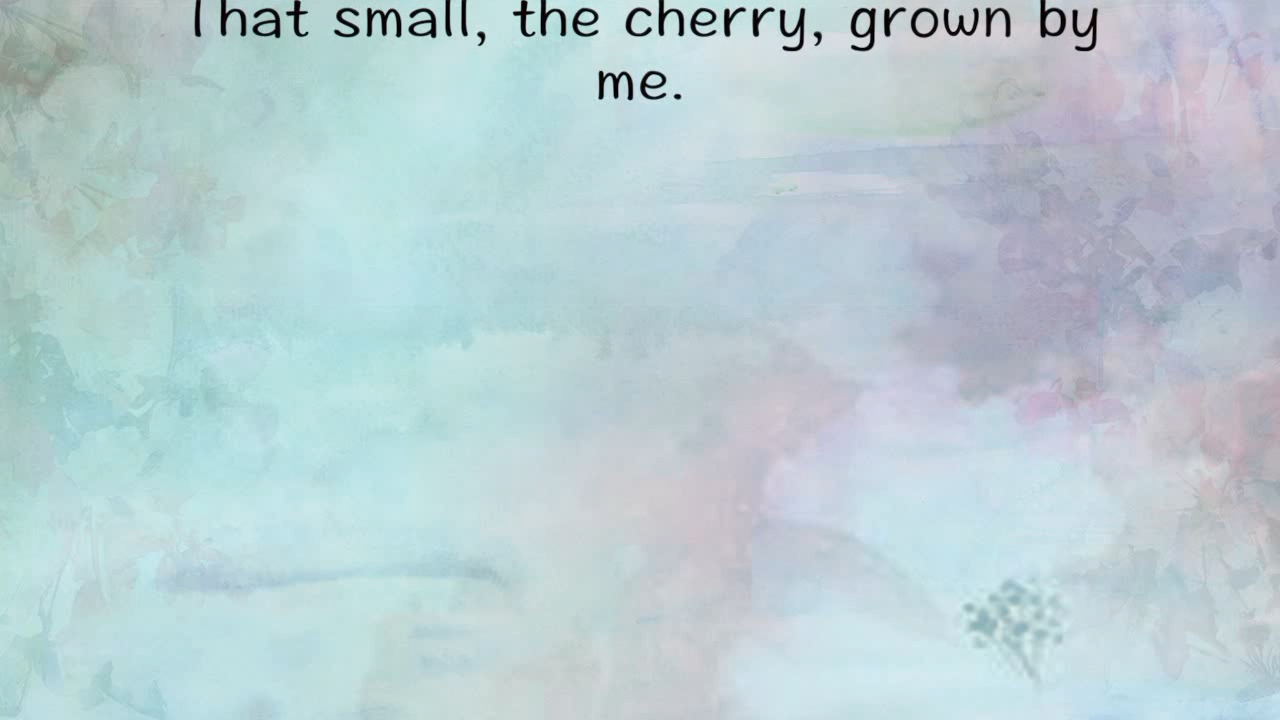 That small, the cherry, grown by
me.